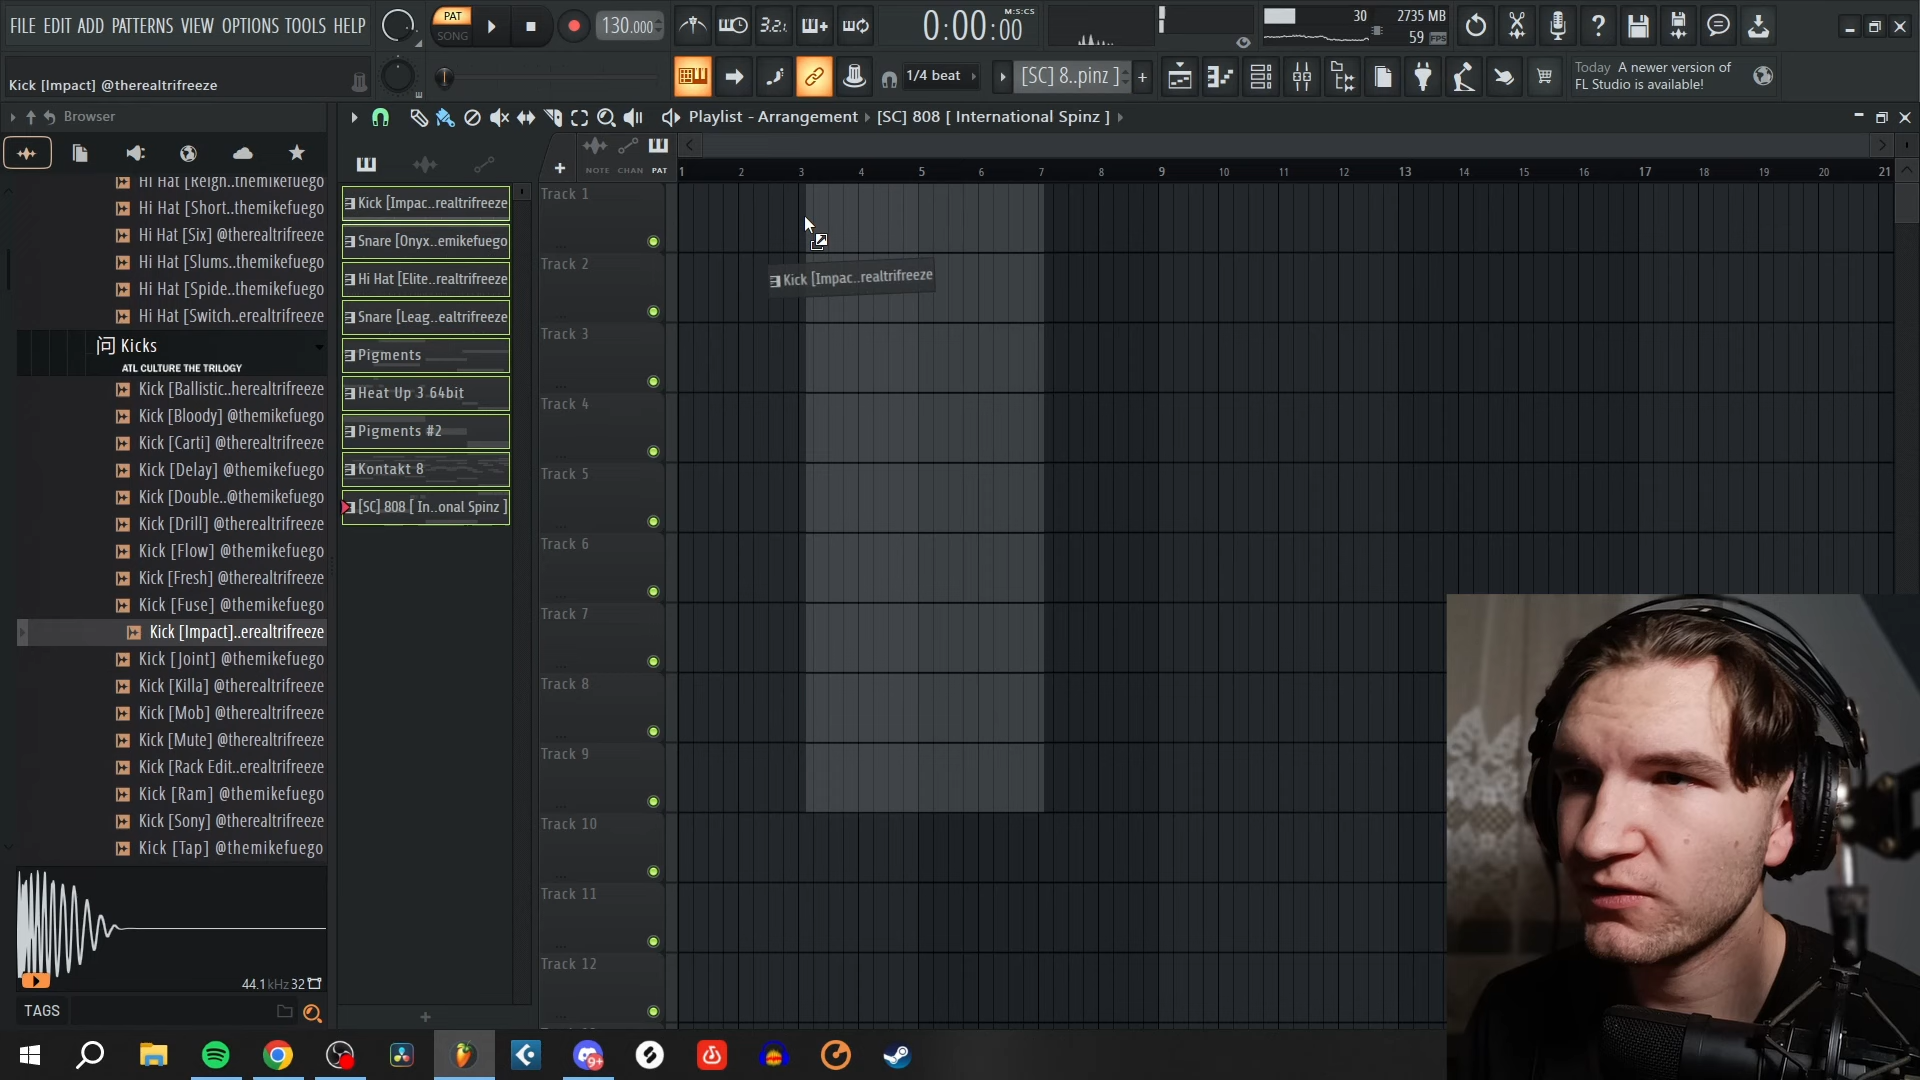 FILE EDIT ADD PATTERNS VIEW OPTIONS TOOLS HELP
PAT
SONG
130.000
3.2.
0:00:00
M:S:CS
30
2735 MB
59 FPS
Kick [Impact] @therealtrifreeze
1/4 beat
[SC] 8..pinz ]
Today A newer version of
FL Studio is available!
Browser
Playlist - Arrangement
[SC] 808 [ International Spinz ]
NOTE CHAN PAT
1 2 3 4 5 6 7 8 9 10 11 12 13 14 15 16 17 18 19 20 21
Hi Hat [Reign..themikefuego
Hi Hat [Short..themikefuego
Hi Hat [Six] @therealtrifreeze
Hi Hat [Slums..themikefuego
Hi Hat [Spide..themikefuego
Hi Hat [Switch..erealtrifreeze
Kicks
ATL CULTURE THE TRILOGY
Kick [Ballistic..herealtrifreeze
Kick [Bloody] @themikefuego
Kick [Carti] @therealtrifreeze
Kick [Delay] @themikefuego
Kick [Double..@themikefuego
Kick [Drill] @therealtrifreeze
Kick [Flow] @themikefuego
Kick [Fresh] @therealtrifreeze
Kick [Fuse] @themikefuego
Kick [Impact]..erealtrifreeze
Kick [Joint] @themikefuego
Kick [Killa] @therealtrifreeze
Kick [Mob] @therealtrifreeze
Kick [Mute] @therealtrifreeze
Kick [Rack Edit..erealtrifreeze
Kick [Ram] @themikefuego
Kick [Sony] @therealtrifreeze
Kick [Tap] @themikefuego
44.1kHz 32
TAGS
Kick [Impac..realtrifreeze
Snare [Onyx..emikefuego
Hi Hat [Elite..realtrifreeze
Snare [Leag..ealtrifreeze
Pigments
Heat Up 3 64bit
Pigments #2
Kontakt 8
[SC] 808 [ In..onal Spinz ]
Track 1
Track 2
Kick [Impac..realtrifreeze
Track 3
Track 4
Track 5
Track 6
Track 7
Track 8
Track 9
Track 10
Track 11
Track 12
9+